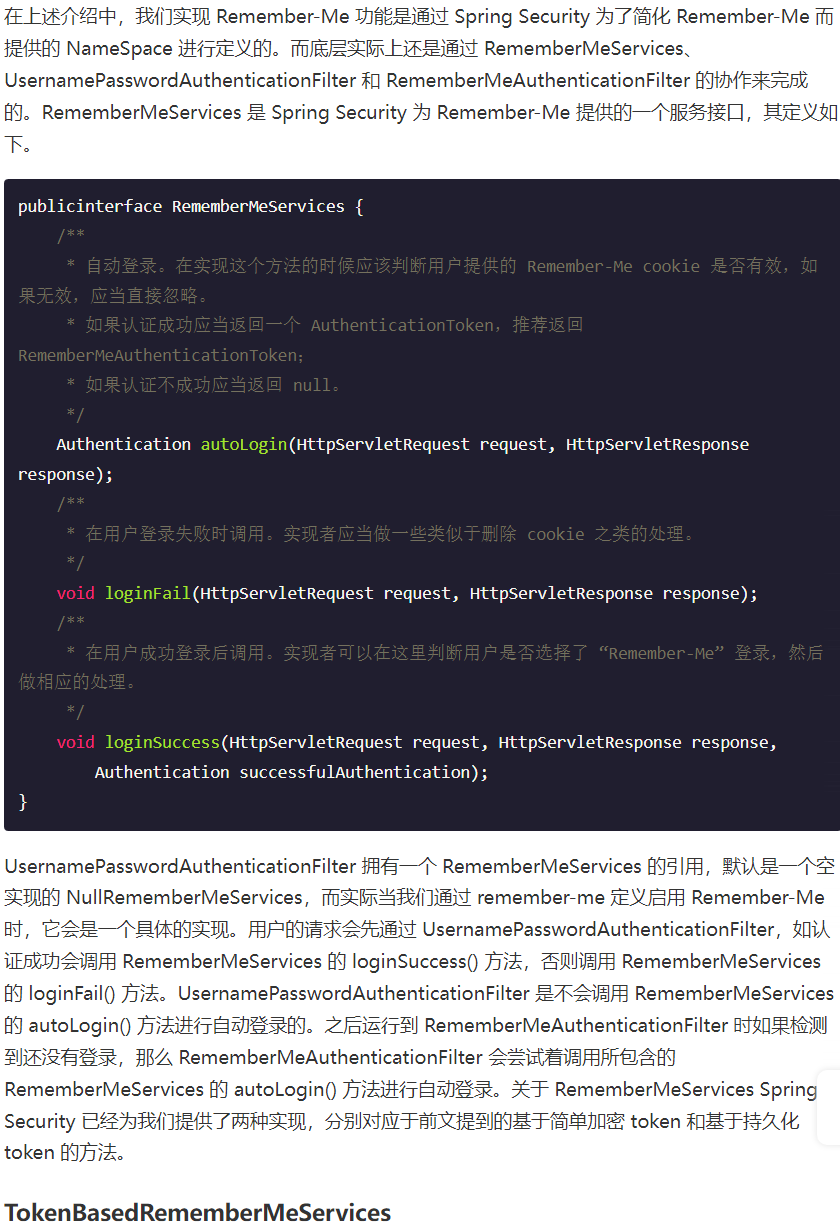 在上述介绍中，我们实现 Remember-Me 功能是通过 Spring Security 为了简化 Remember-Me 而
提供的 NameSpace 进行定义的。而底层实际上还是通过 RememberMeServices、
UsernamePasswordAuthenticationFilter 和 RememberMeAuthenticationFilter 的协作来完成
的。RememberMeServices 是 Spring Security 为 Remember-Me 提供的一个服务接口，其定义如
下。
publicinterface RememberMeServices {
    /**
     * 自动登录。在实现这个方法的时候应该判断用户提供的 Remember-Me cookie 是否有效，如
果无效，应当直接忽略。
     * 如果认证成功应当返回一个 AuthenticationToken，推荐返回
RememberMeAuthenticationToken；
     * 如果认证不成功应当返回 null。
     */
    Authentication autoLogin(HttpServletRequest request, HttpServletResponse
response);
    /**
     * 在用户登录失败时调用。实现者应当做一些类似于删除 cookie 之类的处理。
     */
    void loginFail(HttpServletRequest request, HttpServletResponse response);
    /**
     * 在用户成功登录后调用。实现者可以在这里判断用户是否选择了 “Remember-Me” 登录，然后
做相应的处理。
     */
    void loginSuccess(HttpServletRequest request, HttpServletResponse response,
        Authentication successfulAuthentication);
}
UsernamePasswordAuthenticationFilter 拥有一个 RememberMeServices 的引用，默认是一个空
实现的 NullRememberMeServices，而实际当我们通过 remember-me 定义启用 Remember-Me
时，它会是一个具体的实现。用户的请求会先通过 UsernamePasswordAuthenticationFilter，如认
证成功会调用 RememberMeServices 的 loginSuccess() 方法，否则调用 RememberMeServices
的 loginFail() 方法。UsernamePasswordAuthenticationFilter 是不会调用 RememberMeServices
的 autoLogin() 方法进行自动登录的。之后运行到 RememberMeAuthenticationFilter 时如果检测
到还没有登录，那么 RememberMeAuthenticationFilter 会尝试着调用所包含的
RememberMeServices 的 autoLogin() 方法进行自动登录。关于 RememberMeServices Spring
Security 已经为我们提供了两种实现，分别对应于前文提到的基于简单加密 token 和基于持久化
token 的方法。
TokenBasedRememberMeServices